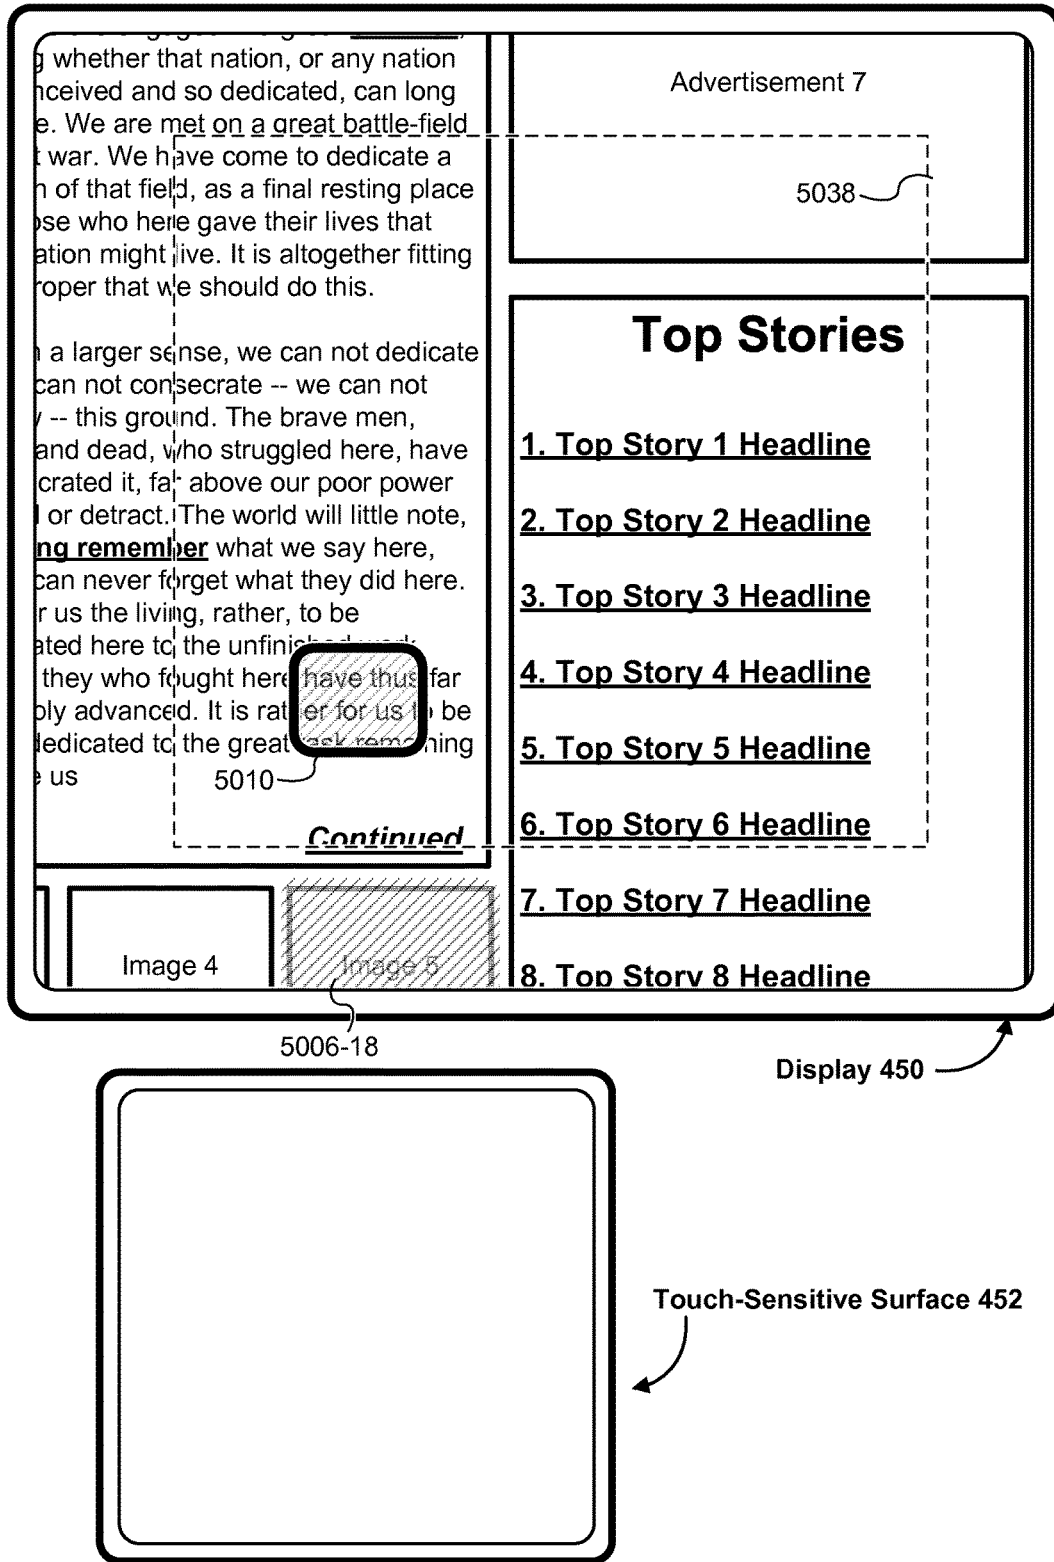 g whether that nation, or any nation
nceived and so dedicated, can long
e. We are met on a great battle-field
t war. We have come to dedicate a
n of that field, as a final resting place
ose who here gave their lives that
ation might live. It is altogether fitting
roper that we should do this.
n a larger sense, we can not dedicate
can not consecrate -- we can not
-- this ground. The brave men,
and dead, who struggled here, have
crated it, far above our poor power
or detract. The world will little note,
ng remember what we say here,
can never forget what they did here.
r us the living, rather, to be
ated here to the unfinished work
they who fought here have thus far
bly advanced. It is rather for us to be
dedicated to the great task remaining
e us
5010
Continued
Image 4
Image 5
5006-18
Advertisement 7
5038
Top Stories
1. Top Story 1 Headline
2. Top Story 2 Headline
3. Top Story 3 Headline
4. Top Story 4 Headline
5. Top Story 5 Headline
6. Top Story 6 Headline
7. Top Story 7 Headline
8. Top Story 8 Headline
Display 450
Touch-Sensitive Surface 452